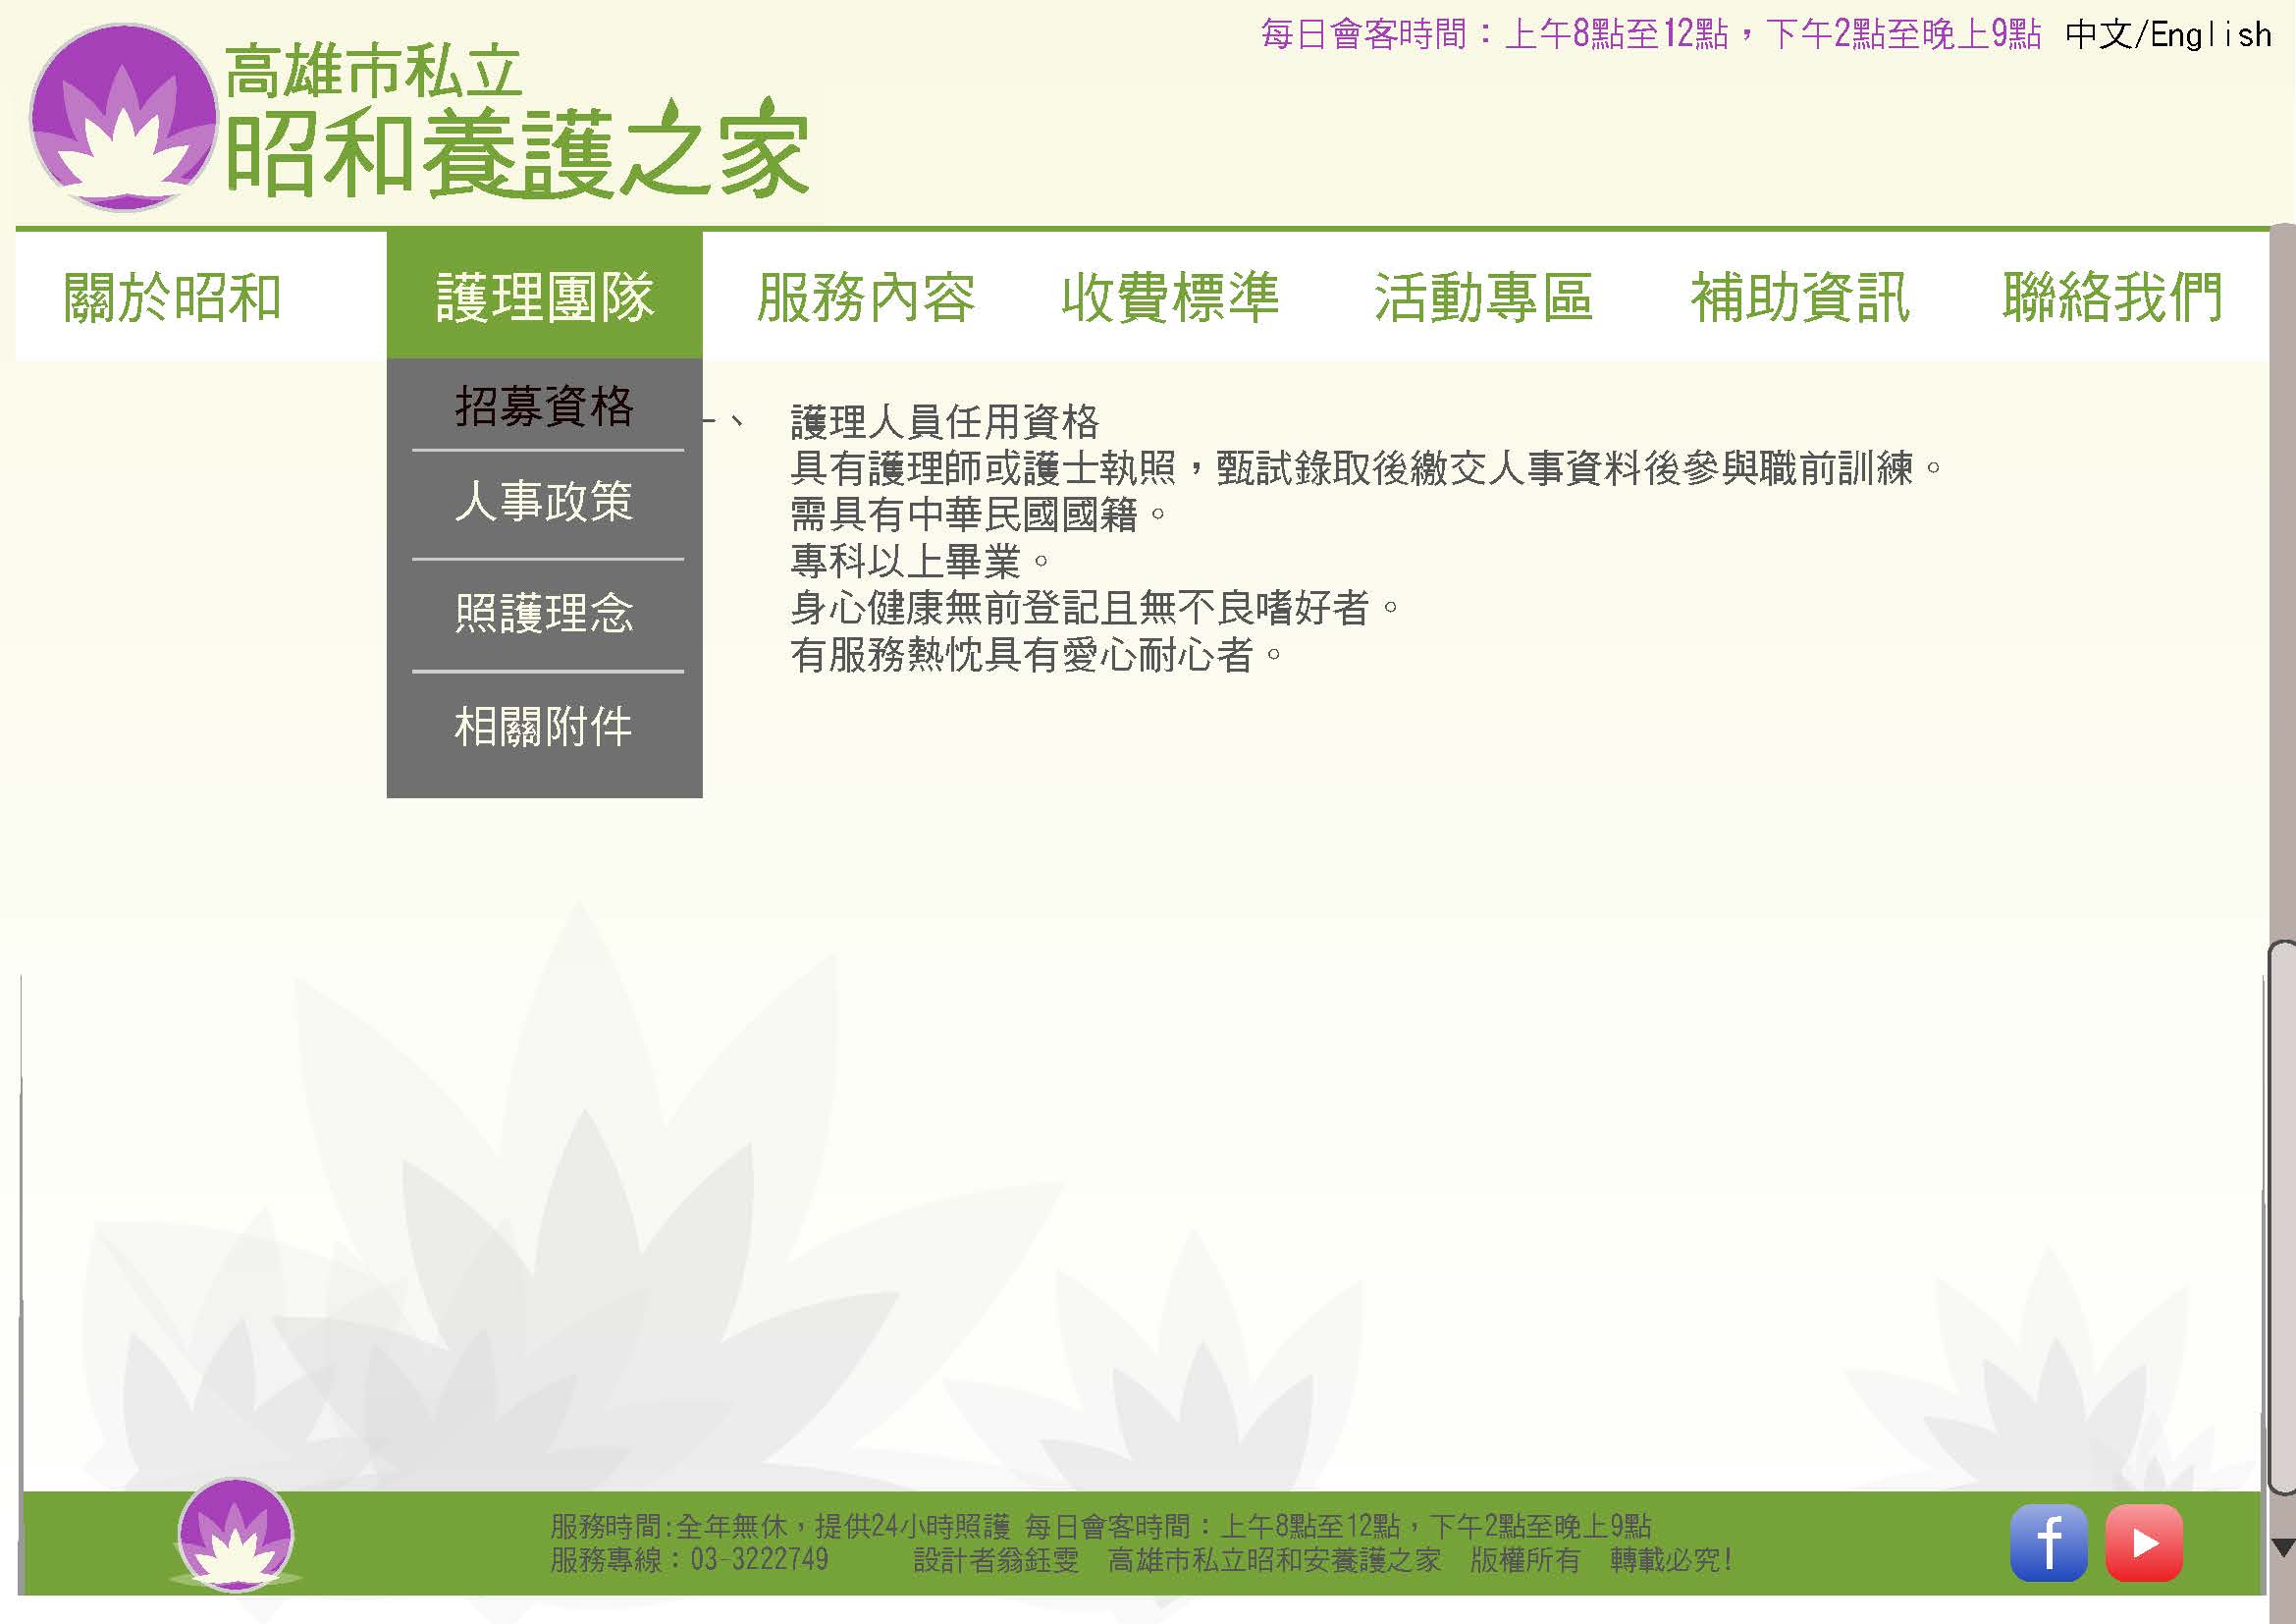 每日會客時間：上午8點至12點，下午2點至晚上9點 中文/English
高雄市私立
昭和養護之家
關於昭和 護理團隊 服務內容 收費標準 活動專區 補助資訊 聯絡我們
招募資格
人事政策
照護理念
相關附件
一、 護理人員任用資格
具有護理師或護士執照，甄試錄取後繳交人事資料後參與職前訓練。
需具有中華民國國籍。
專科以上畢業。
身心健康無前登記且無不良嗜好者。
有服務熱忱具有愛心耐心者。
服務時間:全年無休，提供24小時照護 每日會客時間：上午8點至12點，下午2點至晚上9點
服務專線：03-3222749 設計者翁鈺雯 高雄市私立昭和安養護之家 版權所有 轉載必究!
f